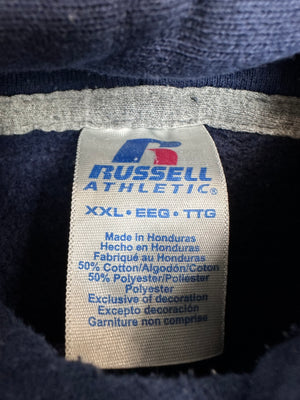 RUSSELL
ATHLETIC®
XXL • EEG • TTG
Made in Honduras
Hecho en Honduras
Fabriqué au Honduras
50% Cotton/Algodón/Coton
50% Polyester/Poliéster
Polyester
Exclusive of decoration
Excepto decoración
Garniture non comprise